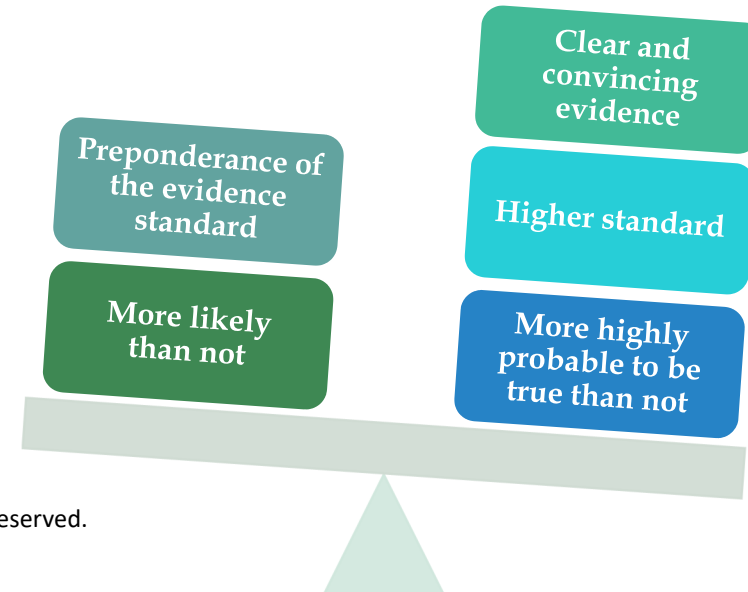 Clear and
convincing
evidence
Preponderance of
the evidence
standard
Higher standard
More likely
than not
More highly
probable to be
true than not
eserved.